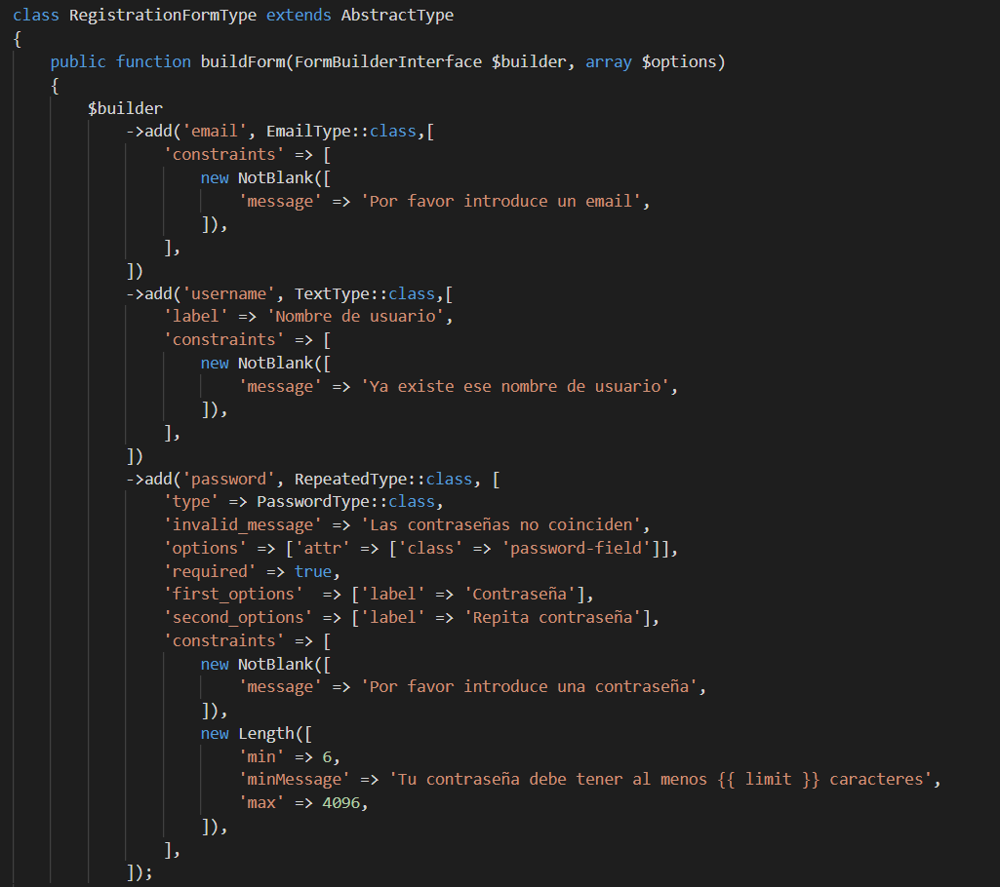 class RegistrationFormType extends AbstractType
{
    public function buildForm(FormBuilderInterface $builder, array $options)
    {
        $builder
            ->add('email', EmailType::class,[
                'constraints' => [
                    new NotBlank([
                        'message' => 'Por favor introduce un email',
                    ]),
                ],
            ])
            ->add('username', TextType::class,[
                'label' => 'Nombre de usuario',
                'constraints' => [
                    new NotBlank([
                        'message' => 'Ya existe ese nombre de usuario',
                    ]),
                ],
            ])
            ->add('password', RepeatedType::class, [
                'type' => PasswordType::class,
                'invalid_message' => 'Las contraseñas no coinciden',
                'options' => ['attr' => ['class' => 'password-field']],
                'required' => true,
                'first_options'  => ['label' => 'Contraseña'],
                'second_options' => ['label' => 'Repita contraseña'],
                'constraints' => [
                    new NotBlank([
                        'message' => 'Por favor introduce una contraseña',
                    ]),
                    new Length([
                        'min' => 6,
                        'minMessage' => 'Tu contraseña debe tener al menos {{ limit }} caracteres',
                        'max' => 4096,
                    ]),
                ],
            ]);